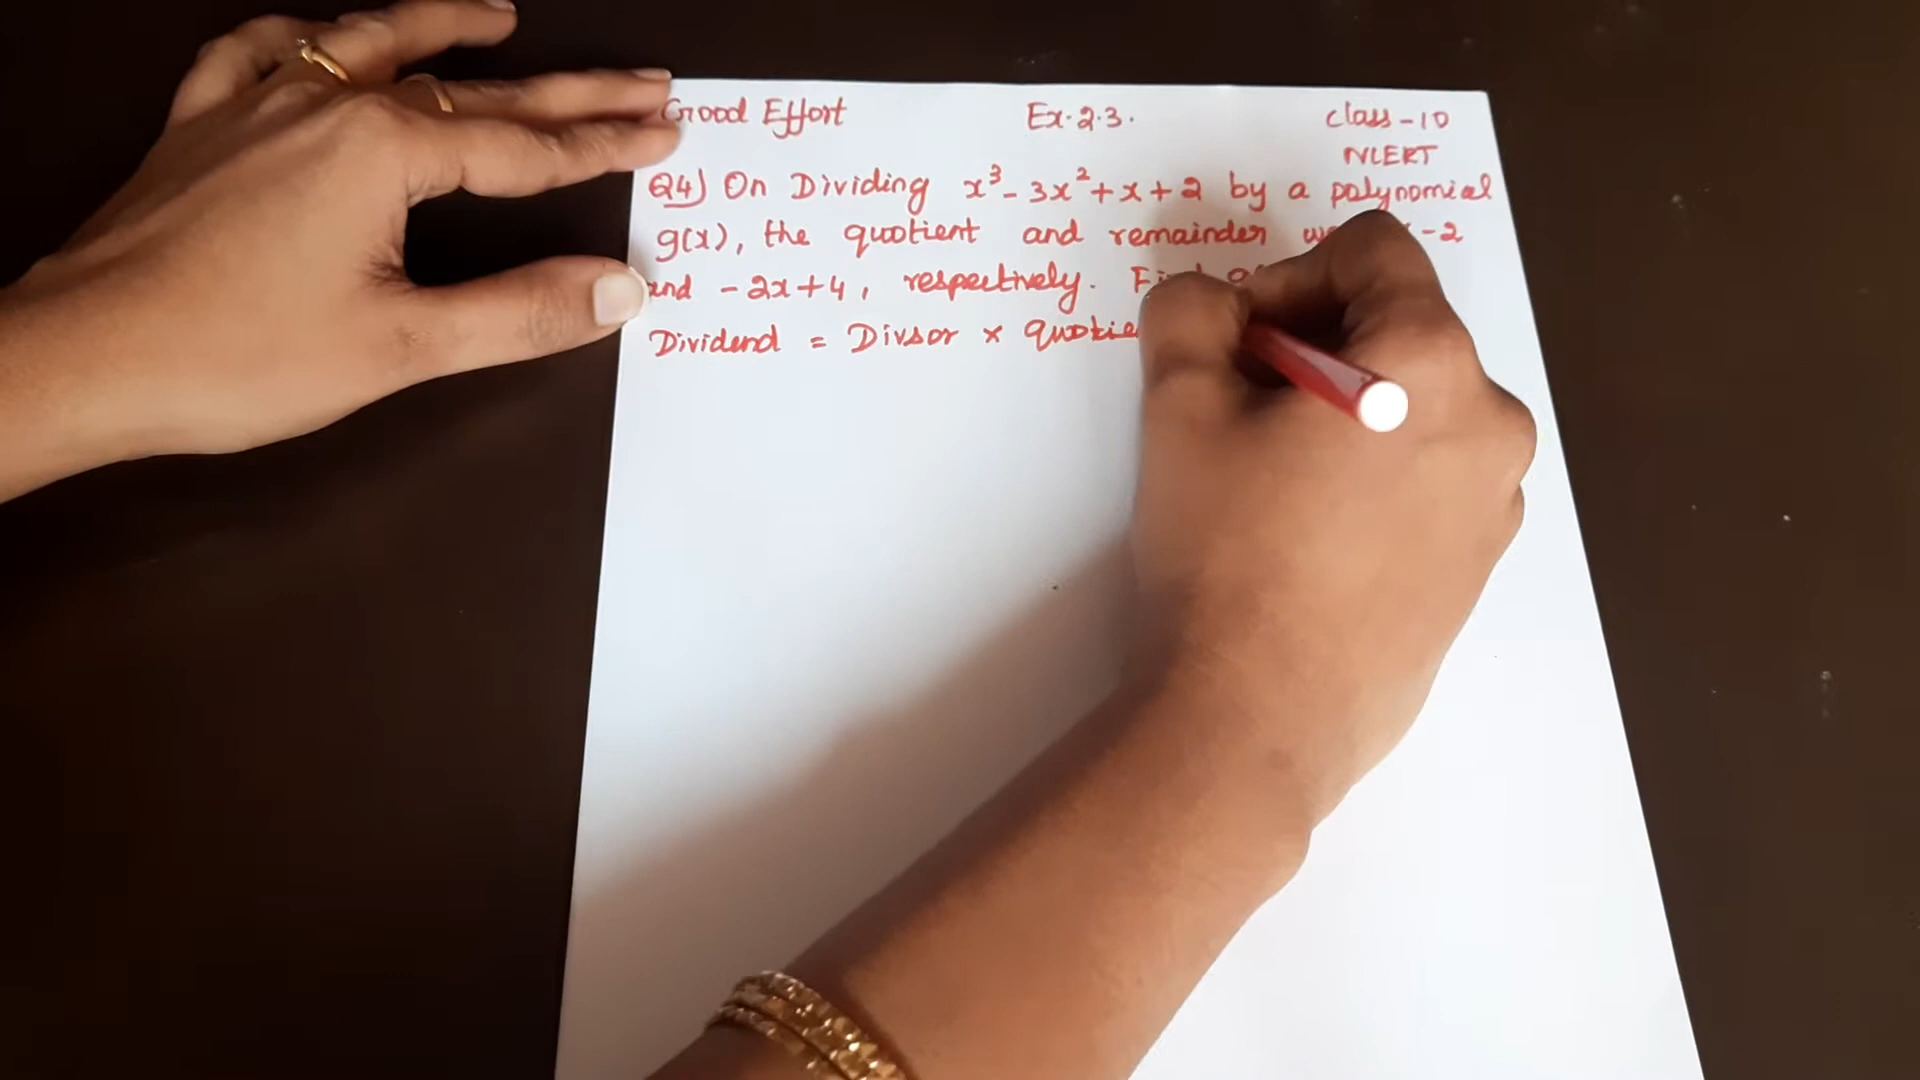 Good Effort Ex. 2.3. Class-10
NCERT
Q4) On Dividing x³ - 3x² + x + 2 by a polynomial
g(x), the quotient and remainder -2
and -2x+4, respectively.
Dividend = Divsor ×